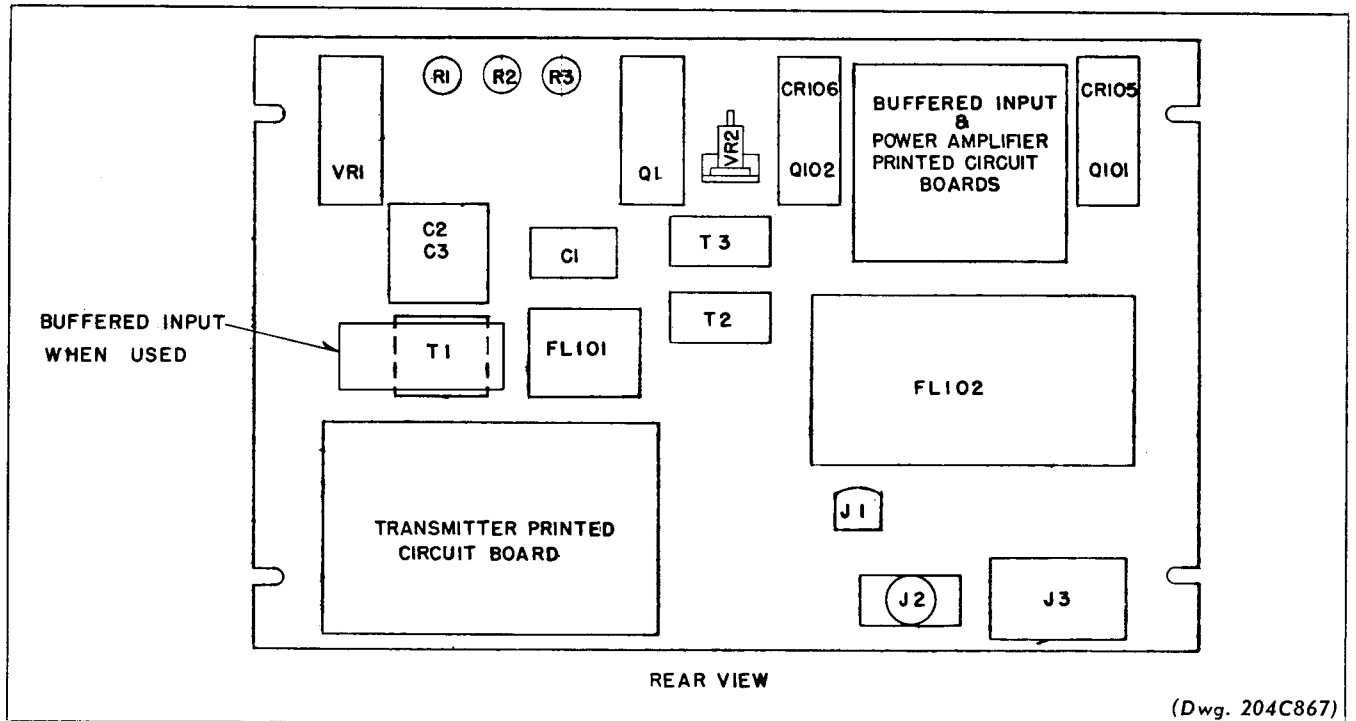 R1 R2 R3
CR106
CR105
BUFFERED INPUT
&
POWER AMPLIFIER
PRINTED CIRCUIT
BOARDS
VR2
VR1
Q1
Q102
Q101
C2
C3
C1
T3
T2
BUFFERED INPUT
WHEN USED
T1
FL101
FL102
J1
TRANSMITTER PRINTED
CIRCUIT BOARD
J2
J3
REAR VIEW
(Dwg. 204C867)